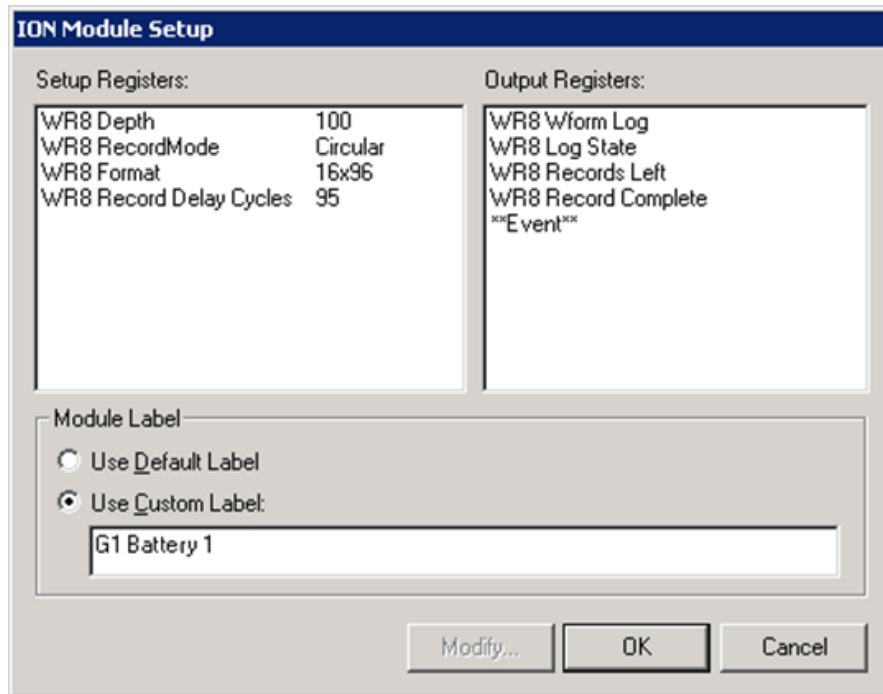 ION Module Setup
Setup Registers:
WR8 Depth 100
WR8 RecordMode Circular
WR8 Format 16x96
WR8 Record Delay Cycles 95
Output Registers:
WR8 Wform Log
WR8 Log State
WR8 Records Left
WR8 Record Complete
**Event**
Module Label
Use Default Label
Use Custom Label:
G1 Battery 1
Modify...
OK
Cancel